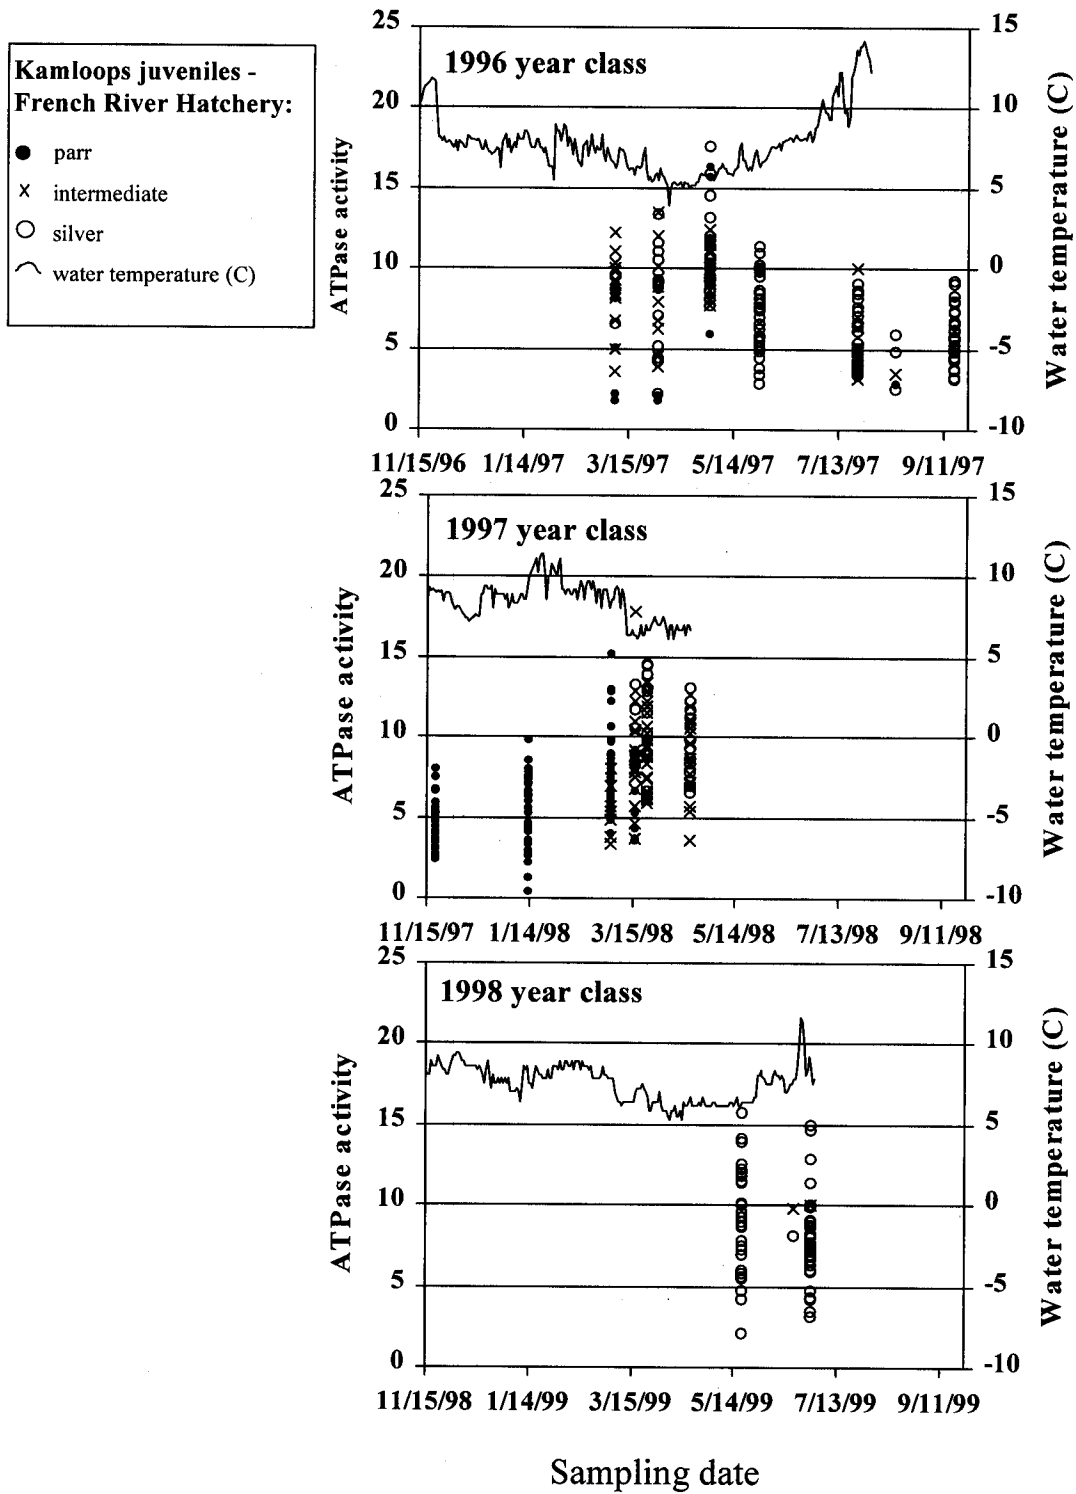 Kamloops juveniles -
French River Hatchery:
parr
intermediate
silver
water temperature (C)
1996 year class
ATPase activity
Water temperature (C)
25
20
15
10
5
0
15
10
5
0
-5
-10
11/15/96 1/14/97 3/15/97 5/14/97 7/13/97 9/11/97
1997 year class
ATPase activity
Water temperature (C)
25
20
15
10
5
0
15
10
5
0
-5
-10
11/15/97 1/14/98 3/15/98 5/14/98 7/13/98 9/11/98
1998 year class
ATPase activity
Water temperature (C)
25
20
15
10
5
0
15
10
5
0
-5
-10
11/15/98 1/14/99 3/15/99 5/14/99 7/13/99 9/11/99
Sampling date